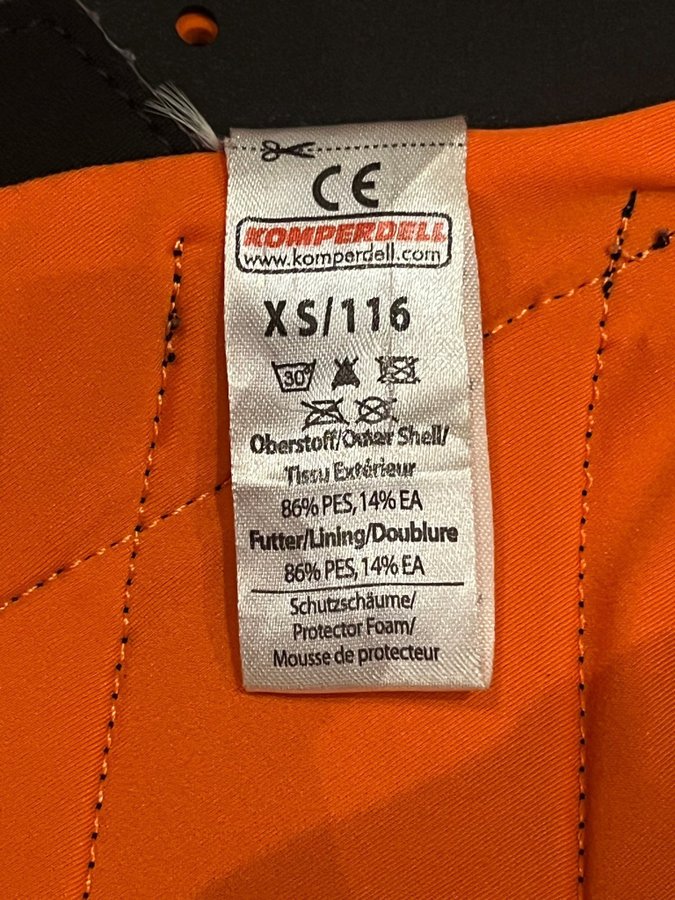 CE
KOMPERDELL
www.komperdell.com
XS/116
30°
Oberstoff/Outer Shell/
Tissu Extérieur
86% PES, 14% EA
Futter/Lining/Doublure
86% PES, 14% EA
Schutzschäume/
Protector Foam/
Mousse de protecteur